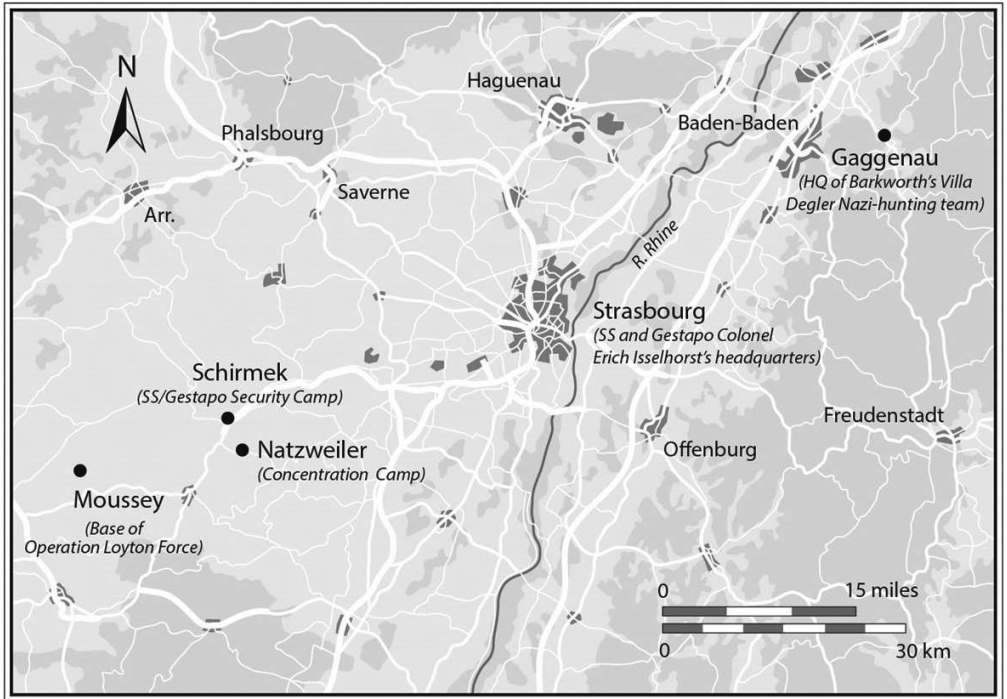 N
Haguenau
Phalsbourg
Baden-Baden
Gaggenau
(HQ of Barkworth's Villa
Degler Nazi-hunting team)
Saverne
Arr.
R. Rhine
Strasbourg
(SS and Gestapo Colonel
Erich Isselhorst's headquarters)
Schirmek
(SS/Gestapo Security Camp)
Freudenstadt
Natzweiler
(Concentration Camp)
Offenburg
Moussey
(Base of
Operation Loyton Force)
0 15 miles
0 30 km